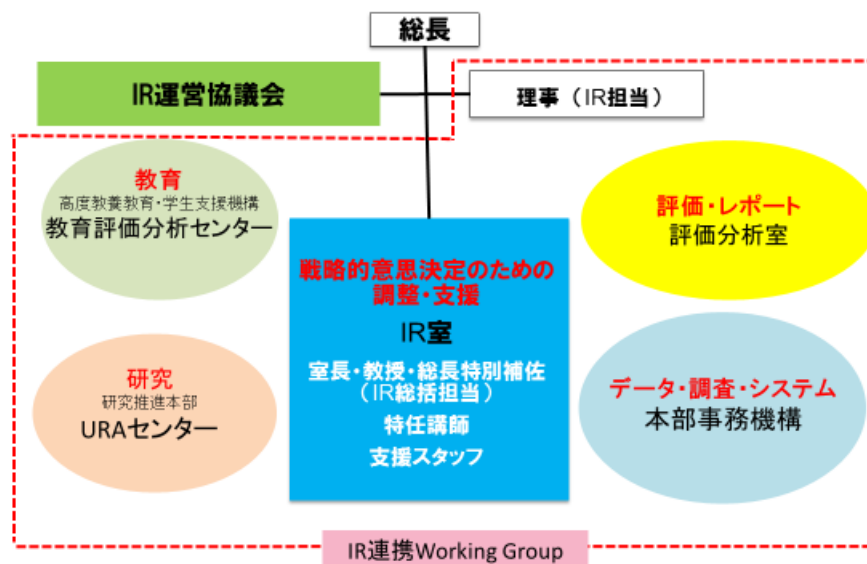 総長
IR運営協議会
理事（IR担当）
教育
高度教養教育・学生支援機構
教育評価分析センター
評価・レポート
評価分析室
戦略的意思決定のための
調整・支援
IR室
室長・教授・総長特別補佐
（IR総括担当）
特任講師
支援スタッフ
研究
研究推進本部
URAセンター
データ・調査・システム
本部事務機構
IR連携Working Group